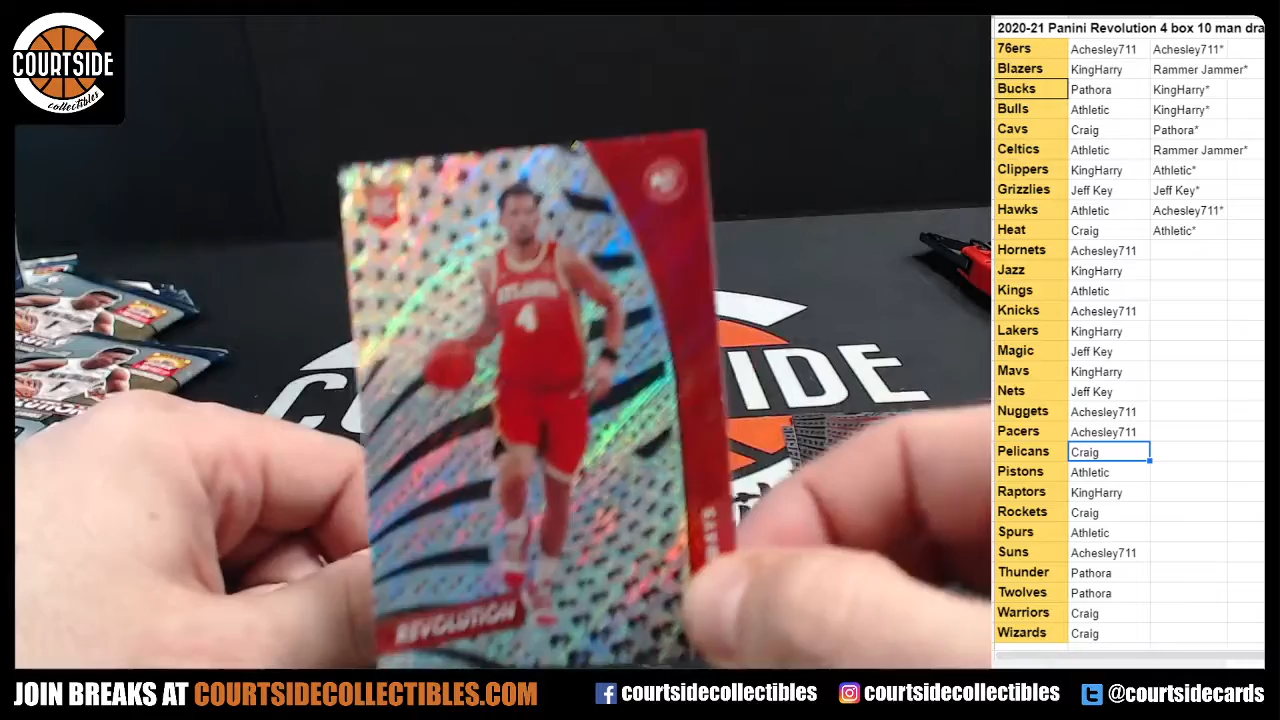 COURTSIDE
collectibles
2020-21 Panini Revolution 4 box 10 man dra
76ers Achesley711 Achesley711*
Blazers KingHarry Rammer Jammer*
Bucks Pathora KingHarry*
Bulls Athletic KingHarry*
Cavs Craig Pathora*
Celtics Athletic Rammer Jammer*
Clippers KingHarry Athletic*
Grizzlies Jeff Key Jeff Key*
Hawks Athletic Achesley711*
Heat Craig Athletic*
Hornets Achesley711
Jazz KingHarry
Kings Athletic
Knicks Achesley711
Lakers KingHarry
Magic Jeff Key
Mavs KingHarry
Nets Jeff Key
Nuggets Achesley711
Pacers Achesley711
Pelicans Craig
Pistons Athletic
Raptors KingHarry
Rockets Craig
Spurs Athletic
Suns Achesley711
Thunder Pathora
Twolves Pathora
Warriors Craig
Wizards Craig
ATLANTA
4
REVOLUTION
SIDE
JOIN BREAKS AT COURTSIDECOLLECTIBLES.COM
courtsidecollectibles
courtsidecollectibles
@courtsidecards